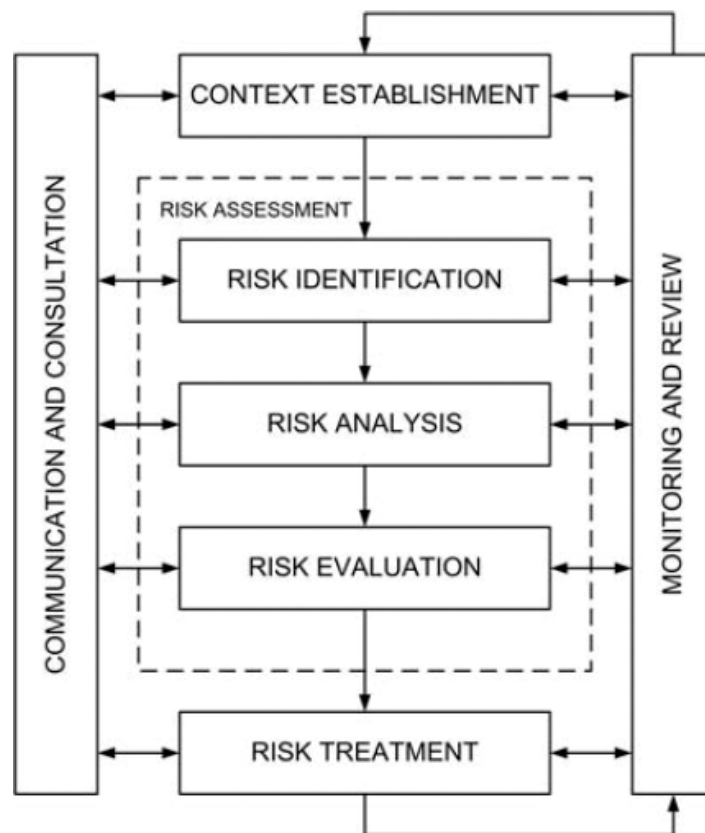 CONTEXT ESTABLISHMENT
RISK ASSESSMENT
RISK IDENTIFICATION
RISK ANALYSIS
RISK EVALUATION
RISK TREATMENT
COMMUNICATION AND CONSULTATION
MONITORING AND REVIEW